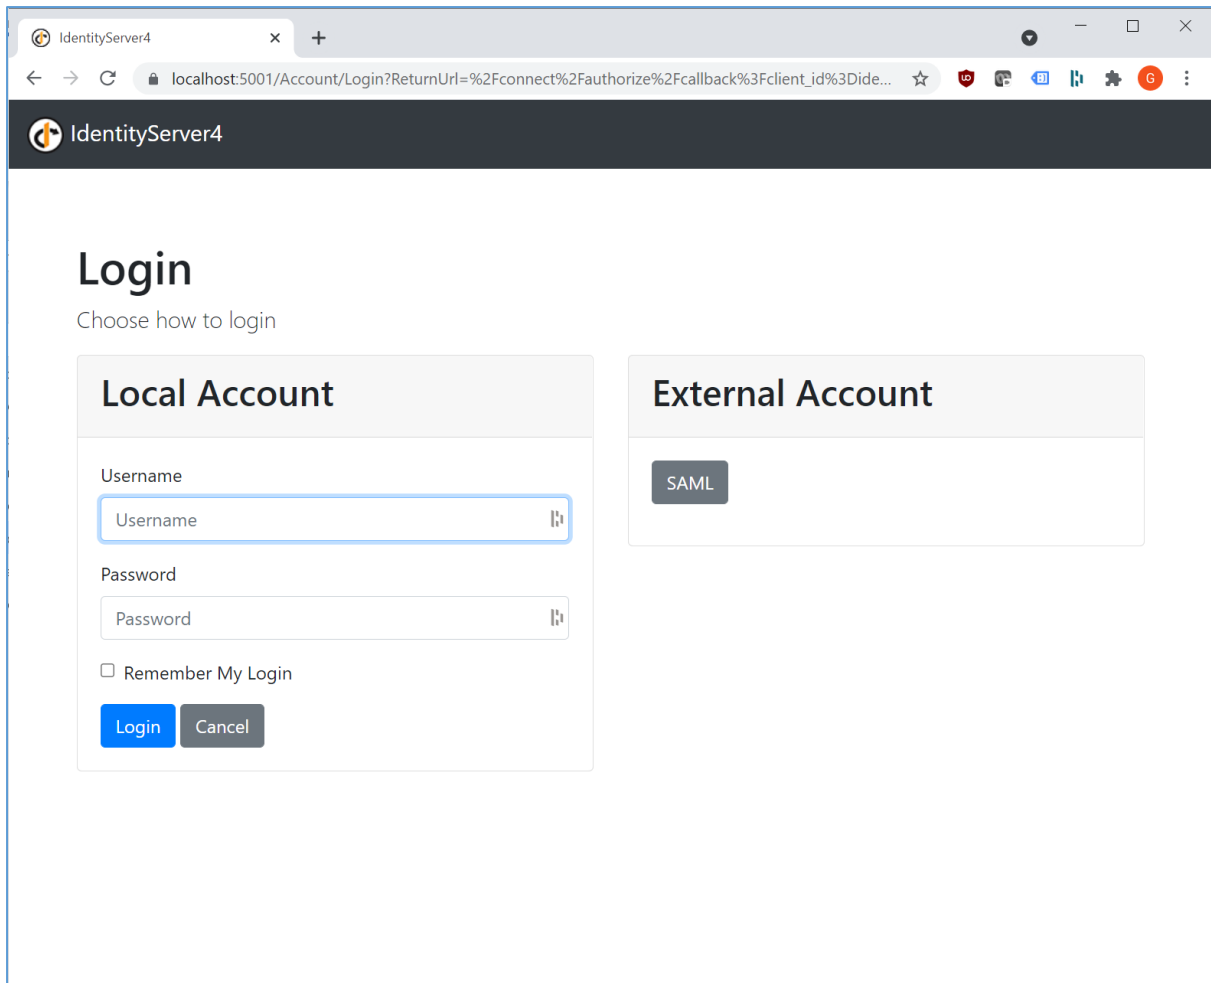 IdentityServer4
localhost:5001/Account/Login?ReturnUrl=%2Fconnect%2Fauthorize%2Fcallback%3Fclient_id%3Dide...
G
IdentityServer4
Login
Choose how to login
Local Account
Username
Username
Password
Password
Remember My Login
Login Cancel
External Account
SAML